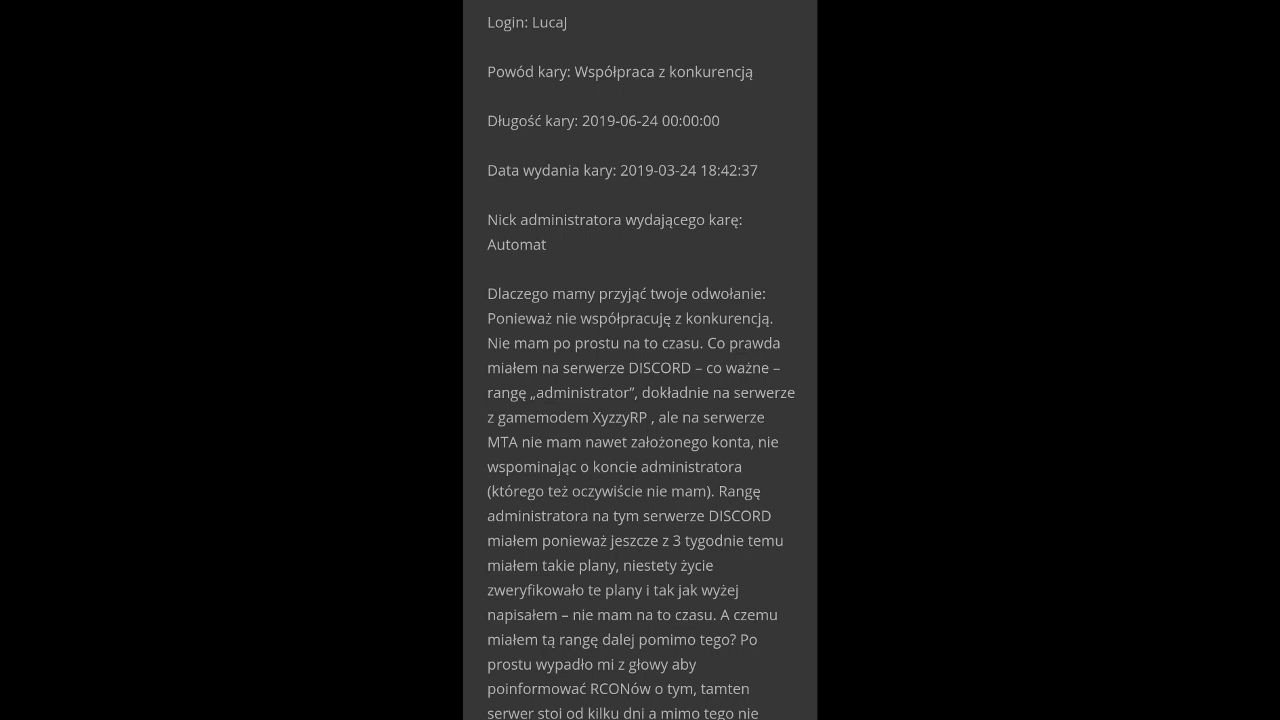 Login: LucaJ
Powód kary: Współpraca z konkurencją
Długość kary: 2019-06-24 00:00:00
Data wydania kary: 2019-03-24 18:42:37
Nick administratora wydającego karę:
Automat
Dlaczego mamy przyjąć twoje odwołanie:
Ponieważ nie współpracuję z konkurencją.
Nie mam po prostu na to czasu. Co prawda
miałem na serwerze DISCORD – co ważne –
rangę „administrator”, dokładnie na serwerze
z gamemodem XyzzyRP , ale na serwerze
MTA nie mam nawet założonego konta, nie
wspominając o koncie administratora
(którego też oczywiście nie mam). Rangę
administratora na tym serwerze DISCORD
miałem ponieważ jeszcze z 3 tygodnie temu
miałem takie plany, niestety życie
zweryfikowało te plany i tak jak wyżej
napisałem – nie mam na to czasu. A czemu
miałem tą rangę dalej pomimo tego? Po
prostu wypadło mi z głowy aby
poinformować RCONów o tym, tamten
serwer stoi od kilku dni a mimo tego nie